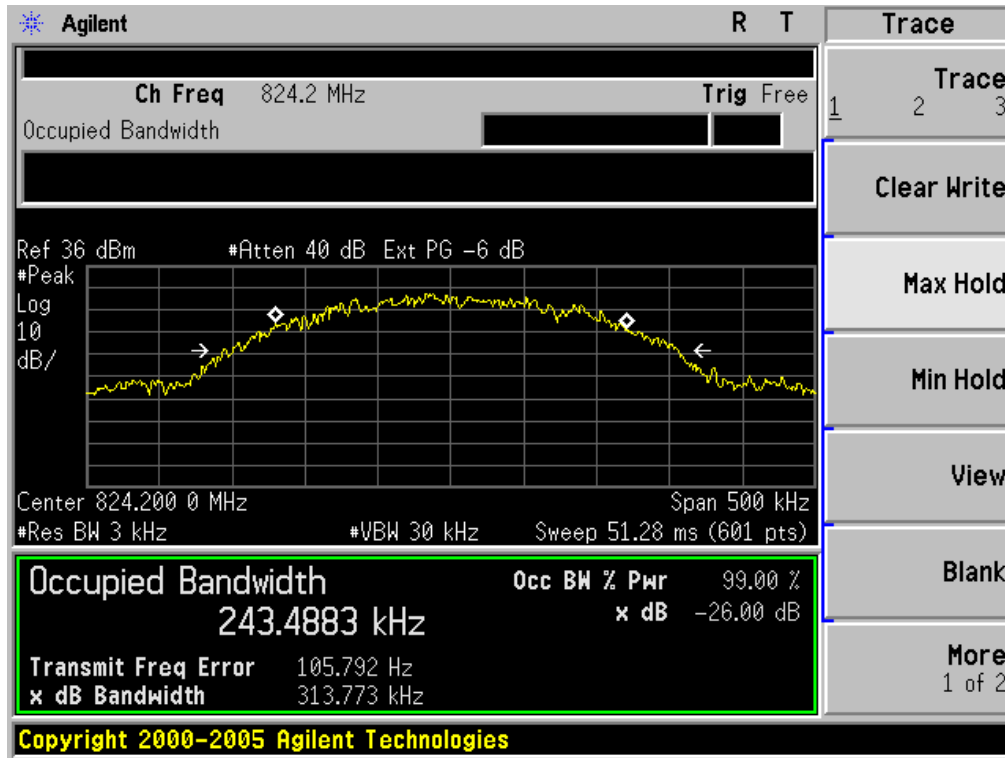 Agilent R T
Ch Freq 824.2 MHz Trig Free
Occupied Bandwidth
Ref 36 dBm #Atten 40 dB Ext PG -6 dB
#Peak
Log
10
dB/
Center 824.200 0 MHz Span 500 kHz
#Res BW 3 kHz #VBW 30 kHz Sweep 51.28 ms (601 pts)
Occupied Bandwidth
243.4883 kHz
Occ BW % Pwr 99.00 %
x dB -26.00 dB
Transmit Freq Error 105.792 Hz
x dB Bandwidth 313.773 kHz
Copyright 2000-2005 Agilent Technologies
Trace
Trace
1 2 3
Clear Write
Max Hold
Min Hold
View
Blank
More
1 of 2